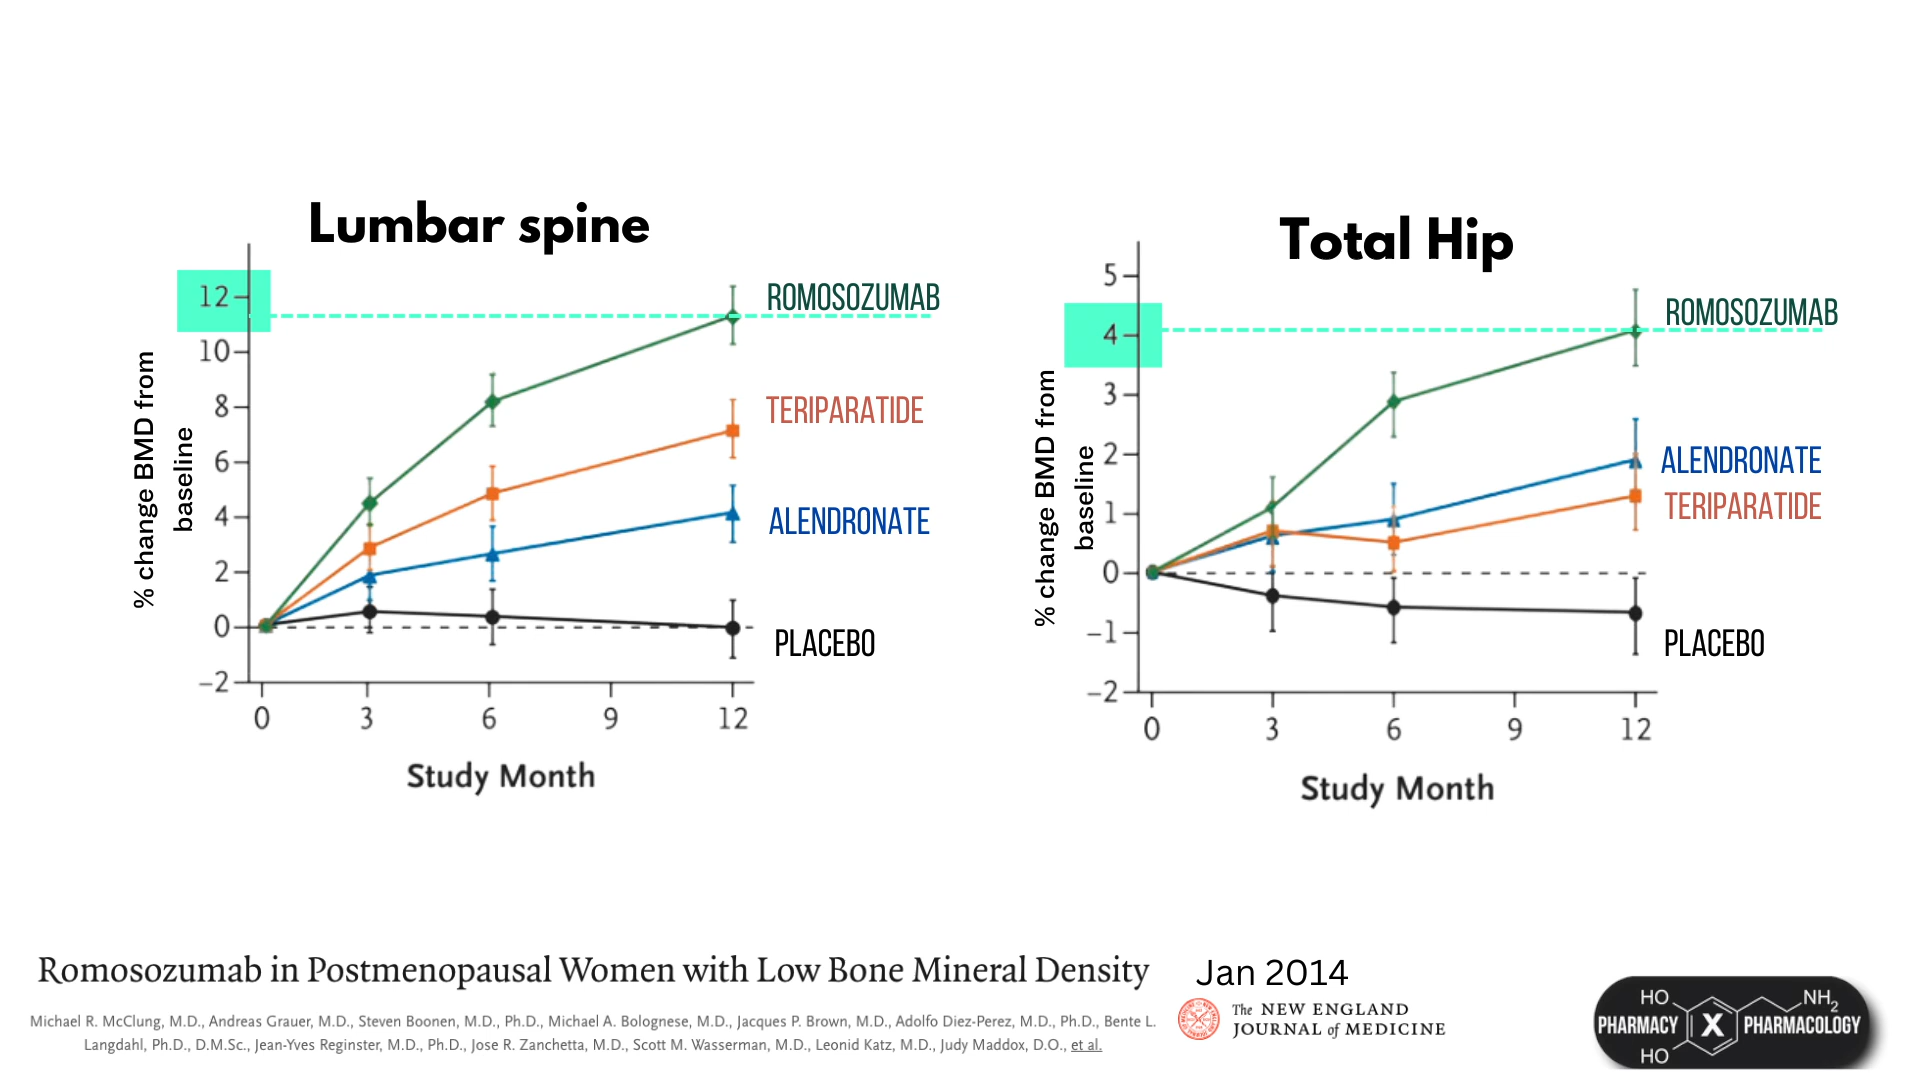 Lumbar spine
% change BMD from
baseline
12
10
8
6
4
2
0
−2
0 3 6 9 12
Study Month
ROMOSOZUMAB
TERIPARATIDE
ALENDRONATE
PLACEBO
Total Hip
% change BMD from
baseline
5
4
3
2
1
0
−1
−2
0 3 6 9 12
Study Month
ROMOSOZUMAB
ALENDRONATE
TERIPARATIDE
PLACEBO
Romosozumab in Postmenopausal Women with Low Bone Mineral Density
Michael R. McClung, M.D., Andreas Grauer, M.D., Steven Boonen, M.D., Ph.D., Michael A. Bolognese, M.D., Jacques P. Brown, M.D., Adolfo Diez-Perez, M.D., Ph.D., Bente L.
Langdahl, Ph.D., D.M.Sc., Jean-Yves Reginster, M.D., Ph.D., Jose R. Zanchetta, M.D., Scott M. Wasserman, M.D., Leonid Katz, M.D., Judy Maddox, D.O., et al.
Jan 2014
The NEW ENGLAND
JOURNAL of MEDICINE
HO NH2
PHARMACY X PHARMACOLOGY
HO